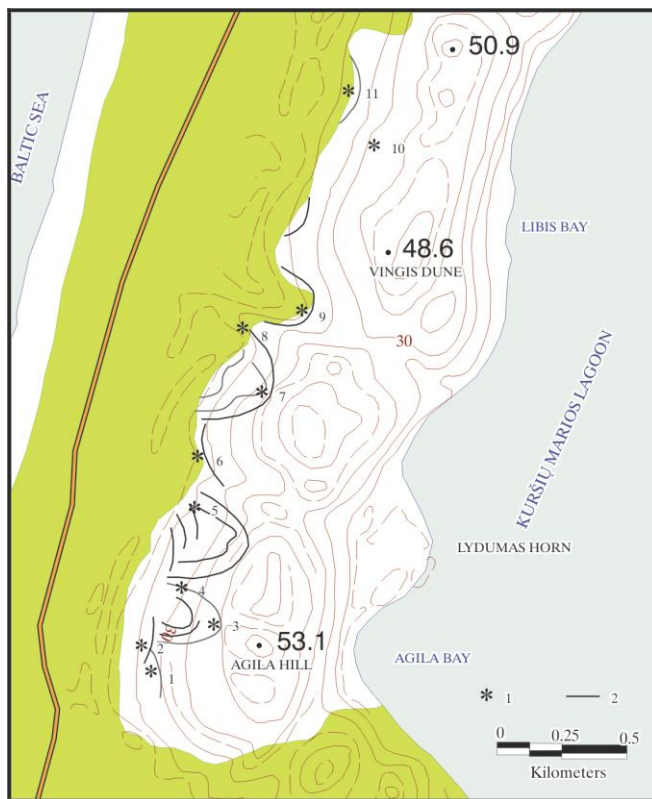 50.9
11
10
BALTIC SEA
LIBIS BAY
48.6
VINGIS DUNE
9
8
30
7
KURŠIŲ MARIOS LAGOON
6
5
LYDUMAS HORN
4
3
30
53.1
2
AGILA HILL
AGILA BAY
1
1
2
0 0.25 0.5
Kilometers